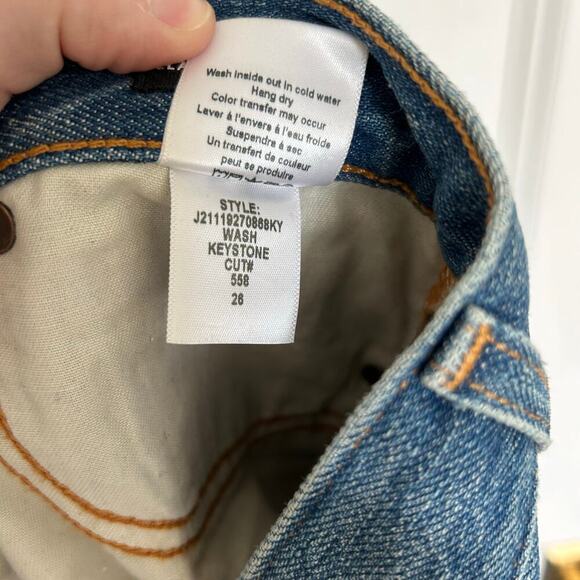 Wash inside out in cold water
Hang dry
Color transfer may occur
Laver à l'envers à l'eau froide
Suspendre à sec
Un transfert de couleur
peut se produire
STYLE:
J21119270868KY
WASH
KEYSTONE
CUT#
558
26